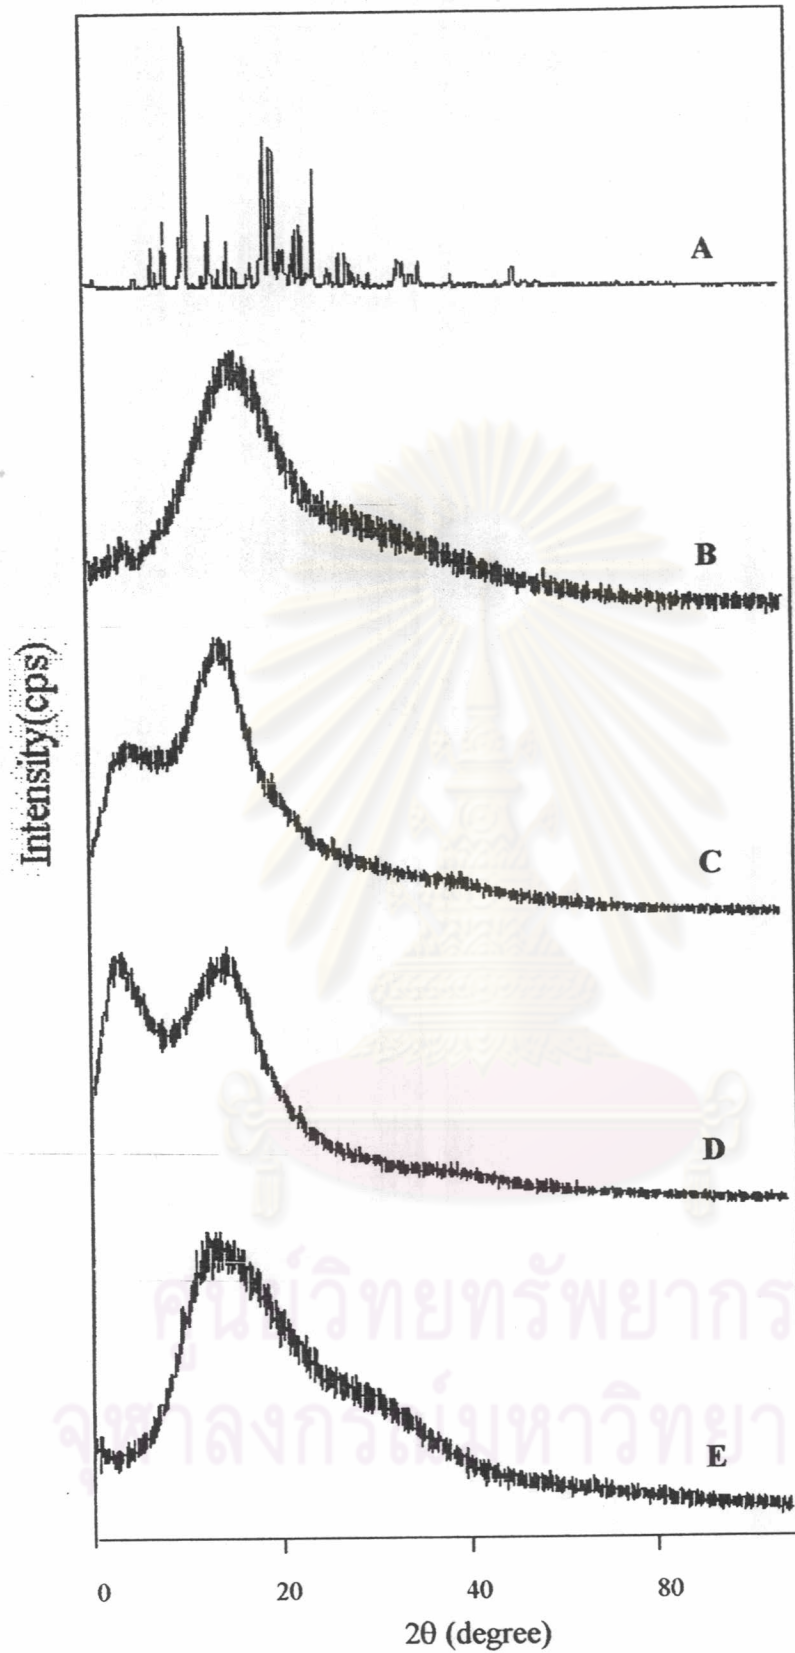 A
B
Intensity(cps)
C
D
ศูนย์วิทยทรัพยากร
จุฬาลงกรณ์มหาวิทยา
E
0 20 40 80
2θ (degree)